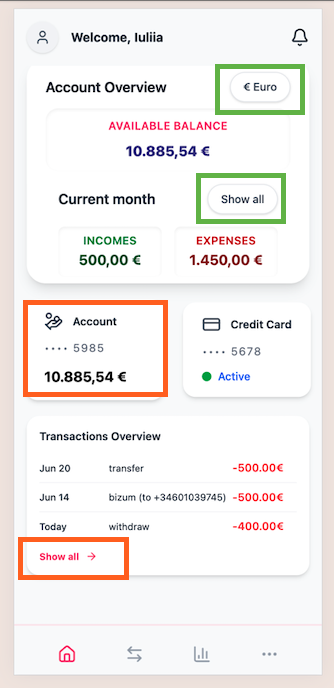 Welcome, Iuliia
Account Overview
€ Euro
AVAILABLE BALANCE
10.885,54 €
Current month
Show all
INCOMES
EXPENSES
500,00 €
1.450,00 €
Account
.... 5985
10.885,54 €
Credit Card
.... 5678
Active
Transactions Overview
Jun 20 transfer -500.00€
Jun 14 bizum (to +34601039745) -500.00€
Today withdraw -400.00€
Show all →